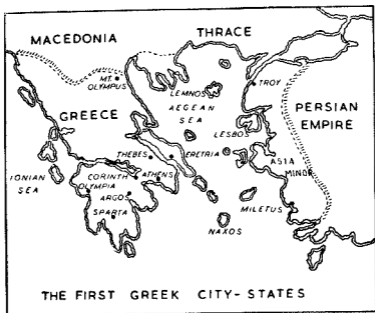 MACEDONIA
THRACE
MT.
OLYMPUS
LEMNOS
TROY
AEGEAN
SEA
GREECE
PERSIAN
EMPIRE
LESBOS
THEBES
ERETRIA
ASIA
MINOR
IONIAN
SEA
CORINTH
ATHENS
OLYMPIA
ARGOS
SPARTA
MILETUS
NAXOS
THE FIRST GREEK CITY-STATES